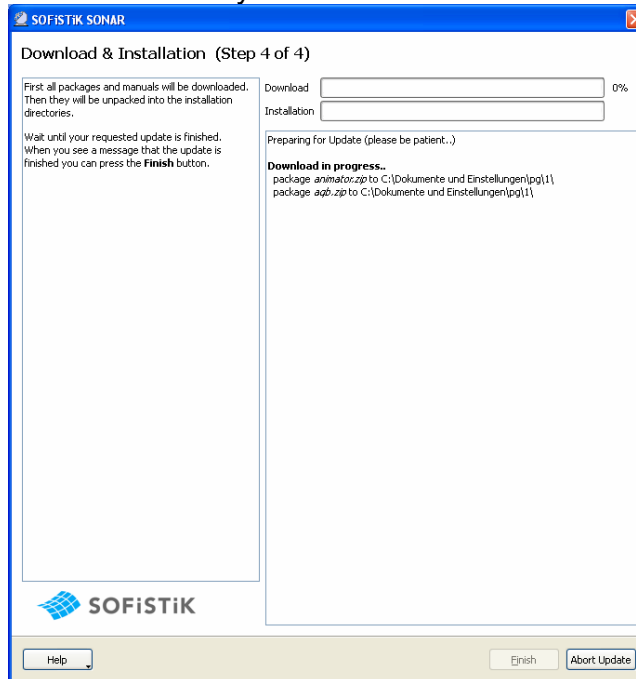 SOFiSTiK SONAR
Download & Installation (Step 4 of 4)
First all packages and manuals will be downloaded.
Then they will be unpacked into the installation
directories.
Wait until your requested update is finished.
When you see a message that the update is
finished you can press the Finish button.
Download
0%
Installation
Preparing for Update (please be patient..)
Download in progress..
package animator.zip to C:\Dokumente und Einstellungen\pg\1\
package aqb.zip to C:\Dokumente und Einstellungen\pg\1\
SOFiSTiK
Help
Finish
Abort Update